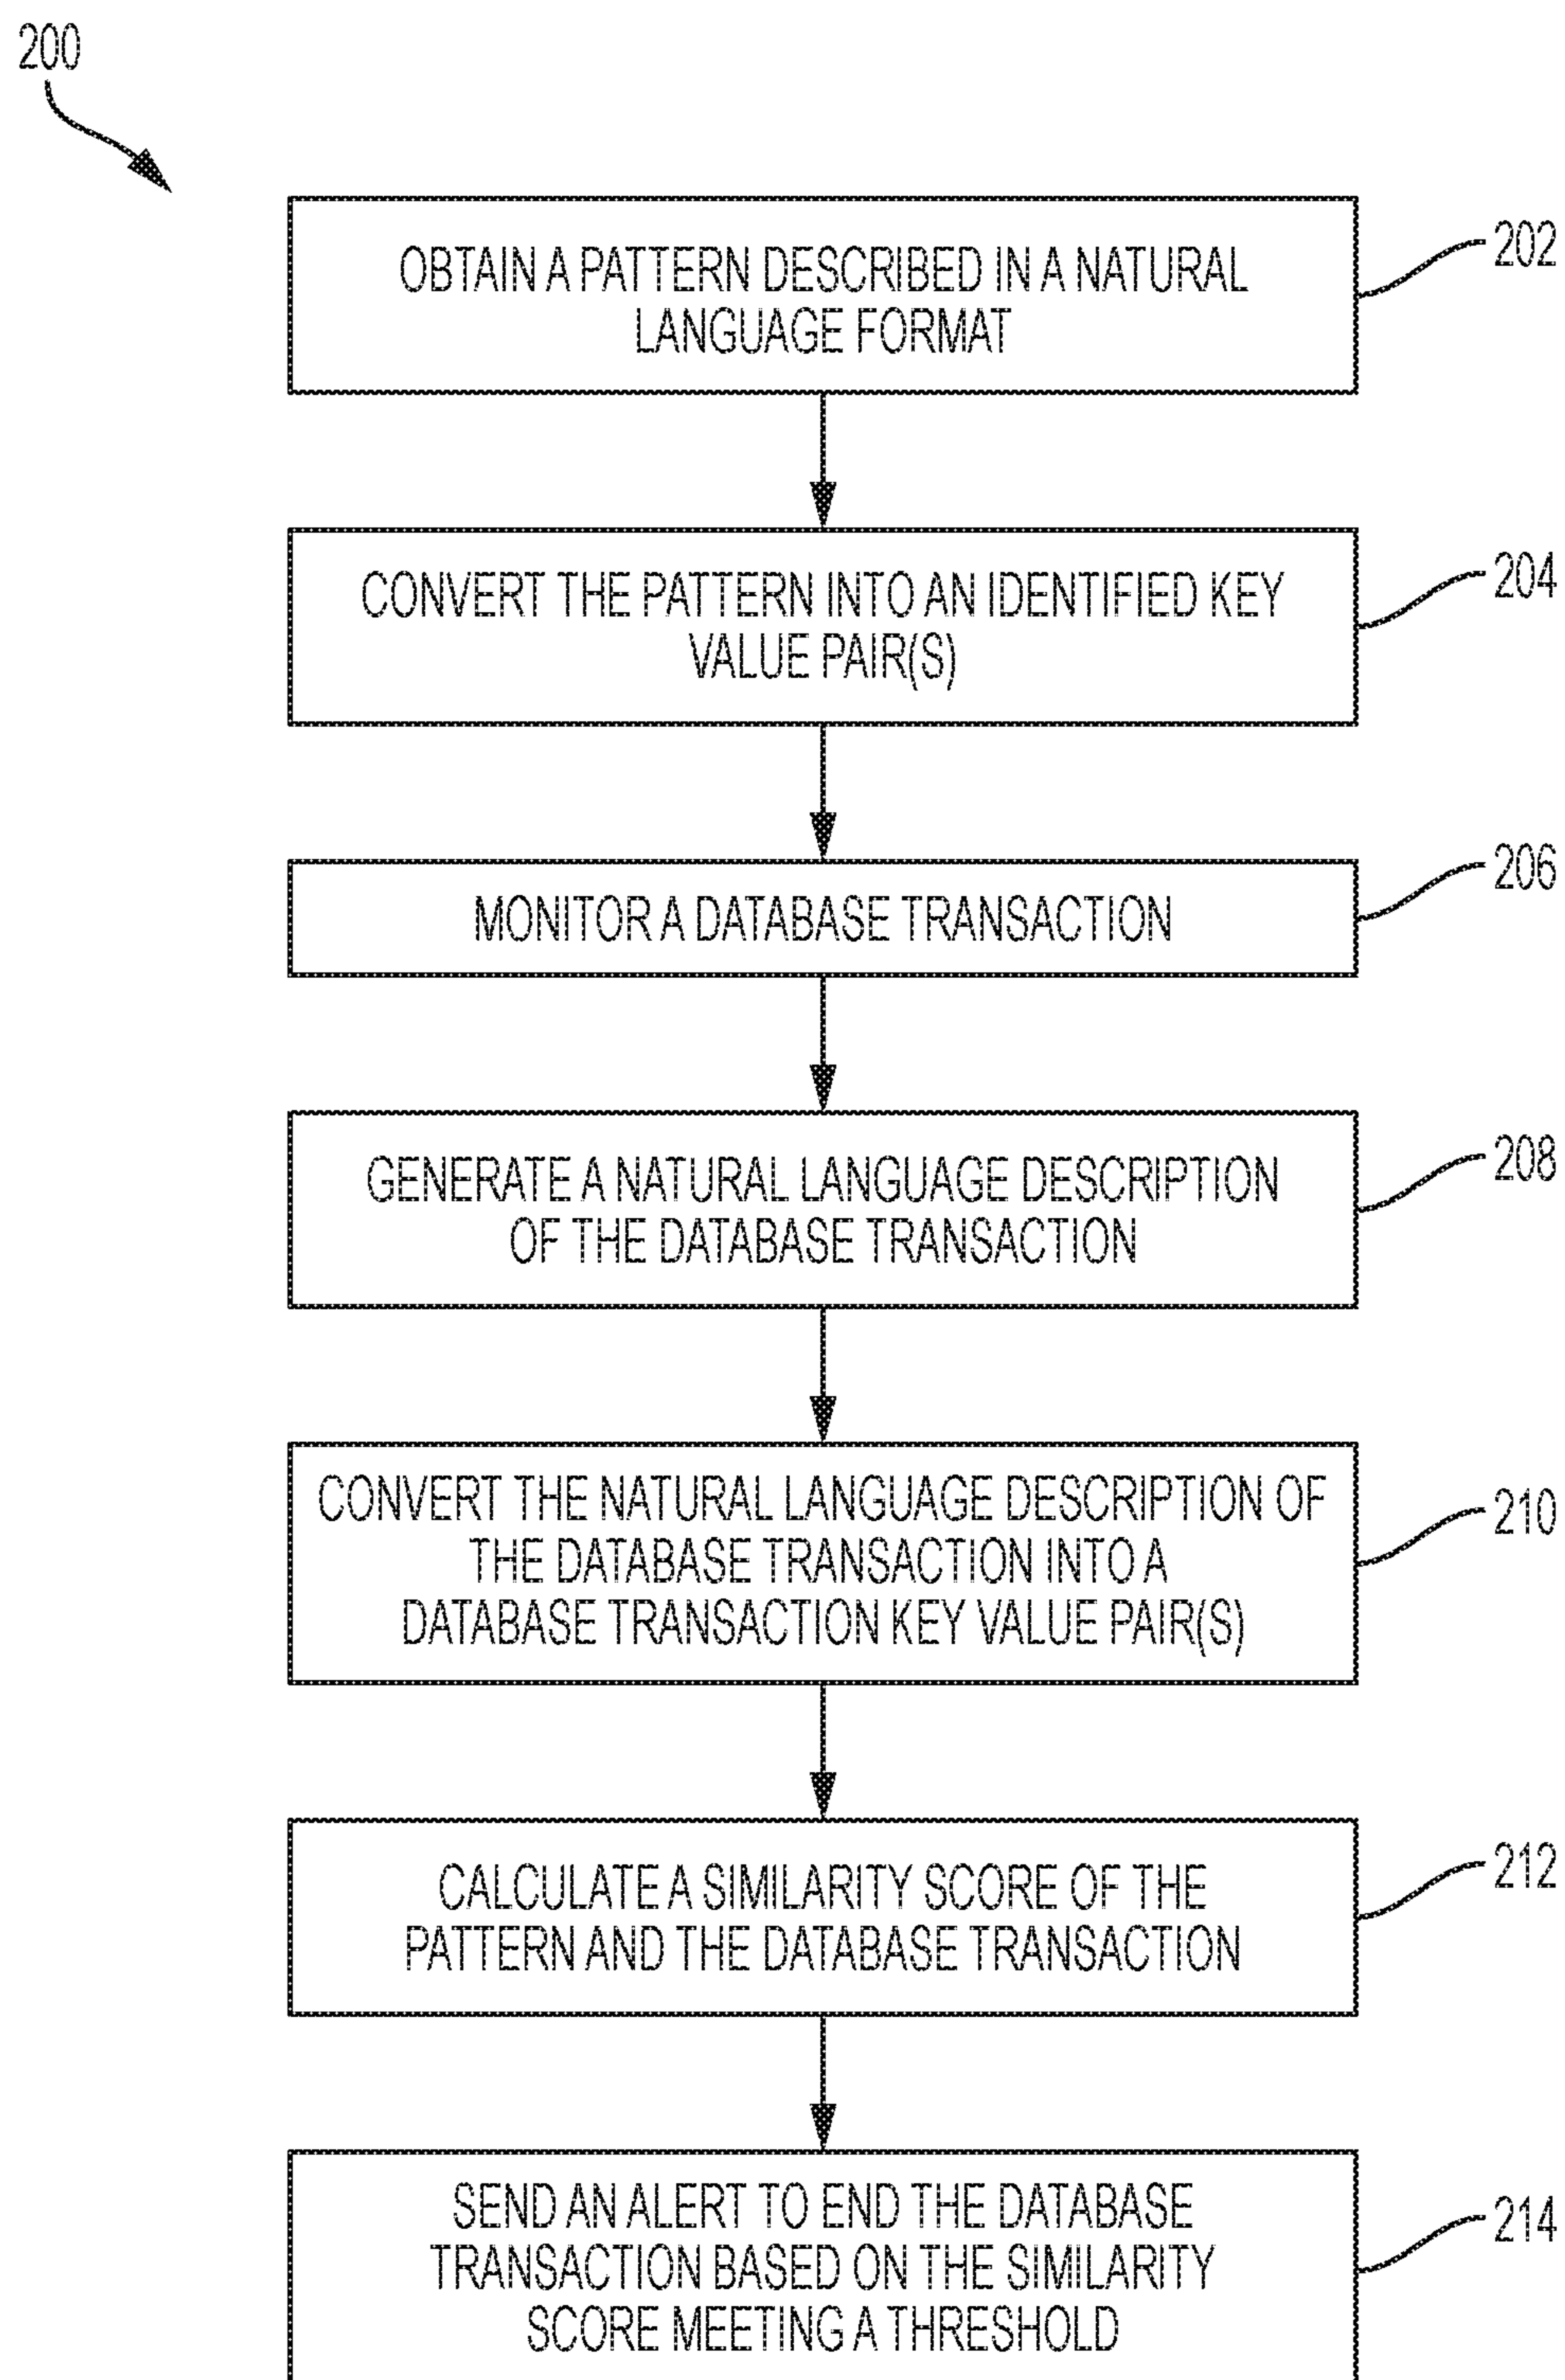 200
OBTAIN A PATTERN DESCRIBED IN A NATURAL
LANGUAGE FORMAT
202
CONVERT THE PATTERN INTO AN IDENTIFIED KEY
VALUE PAIR(S)
204
MONITOR A DATABASE TRANSACTION
206
GENERATE A NATURAL LANGUAGE DESCRIPTION
OF THE DATABASE TRANSACTION
208
CONVERT THE NATURAL LANGUAGE DESCRIPTION OF
THE DATABASE TRANSACTION INTO A
DATABASE TRANSACTION KEY VALUE PAIR(S)
210
CALCULATE A SIMILARITY SCORE OF THE
PATTERN AND THE DATABASE TRANSACTION
212
SEND AN ALERT TO END THE DATABASE
TRANSACTION BASED ON THE SIMILARITY
SCORE MEETING A THRESHOLD
214